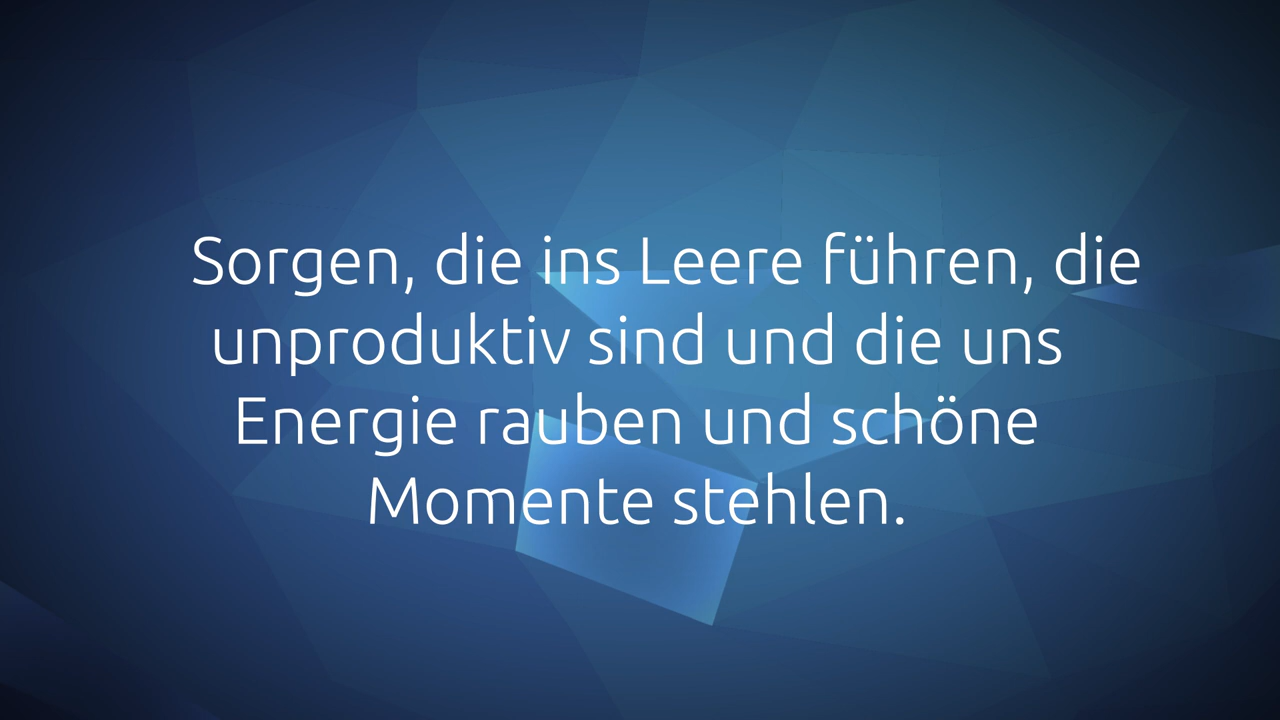 Sorgen, die ins Leere führen, die
unproduktiv sind und die uns
Energie rauben und schöne
Momente stehlen.